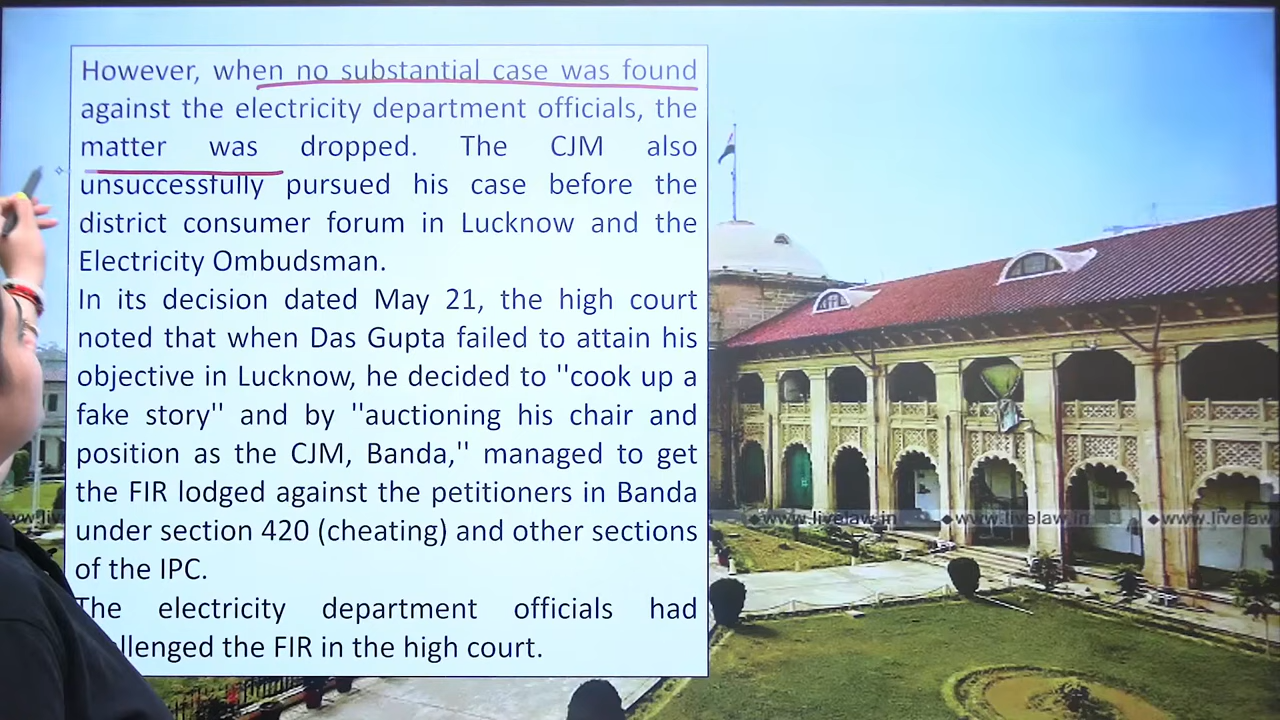 However, when no substantial case was found
against the electricity department officials, the
matter was dropped. The CJM also
unsuccessfully pursued his case before the
district consumer forum in Lucknow and the
Electricity Ombudsman.
In its decision dated May 21, the high court
noted that when Das Gupta failed to attain his
objective in Lucknow, he decided to "cook up a
fake story" and by "auctioning his chair and
position as the CJM, Banda," managed to get
the FIR lodged against the petitioners in Banda
under section 420 (cheating) and other sections
of the IPC.
The electricity department officials had
llenged the FIR in the high court.
www.livelaw.in www.livelaw.in www.livelaw